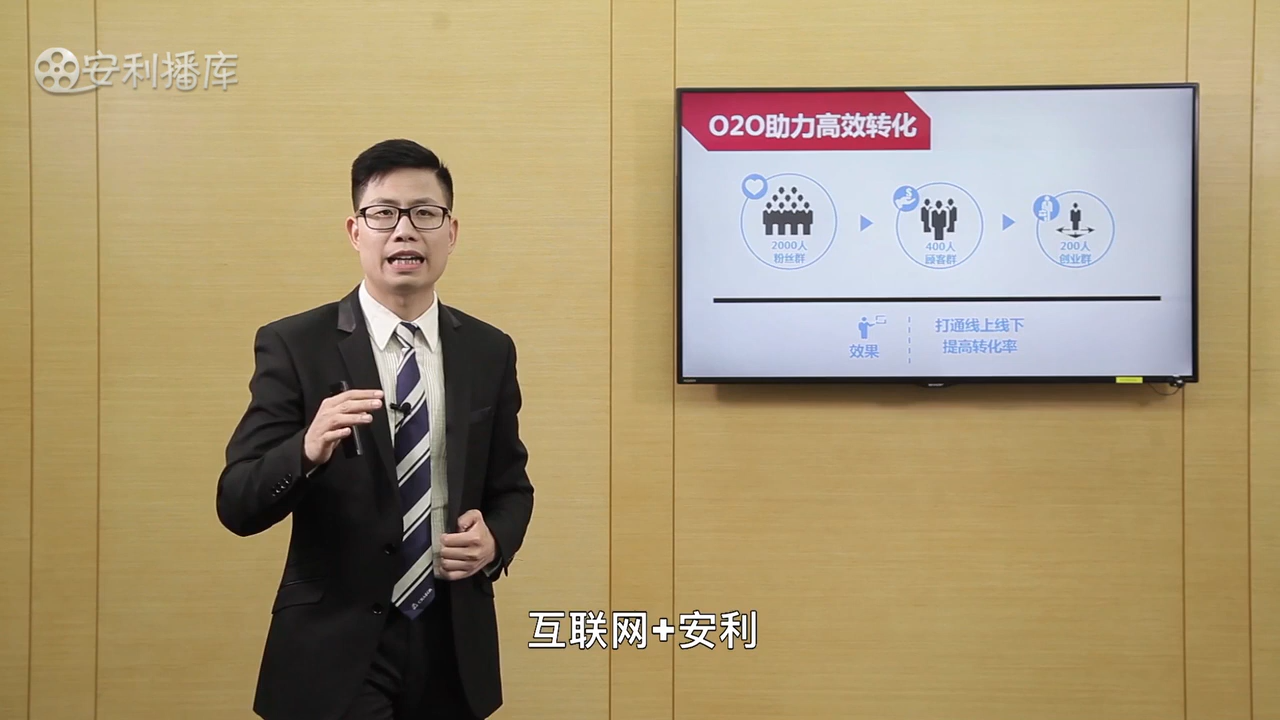 安利播库
O2O助力高效转化
2000人
粉丝群
400人
顾客群
200人
创业群
效果
打通线上线下
提高转化率
互联网+安利